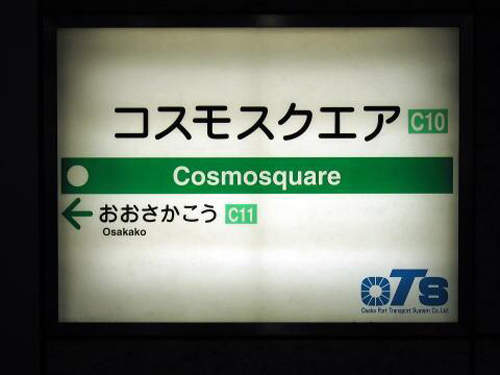 コスモスクエア C10
Cosmosquare
おおさかこう C11
Osakako
OTS
Osaka Port Transport System Co.,Ltd.